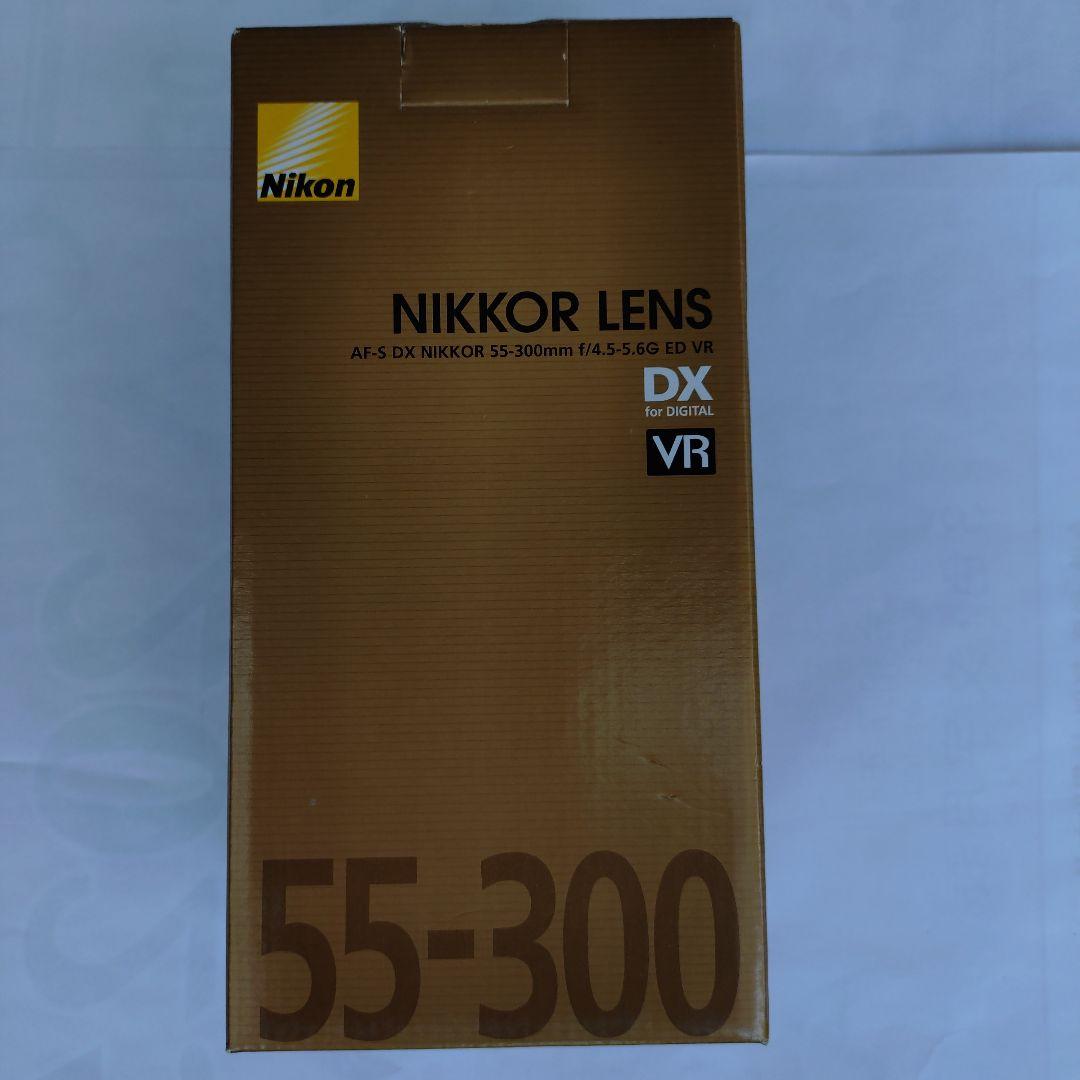 Nikon
NIKKOR LENS
AF-S DX NIKKOR 55-300mm f/4.5-5.6G ED VR
DX
for DIGITAL
VR
55-300